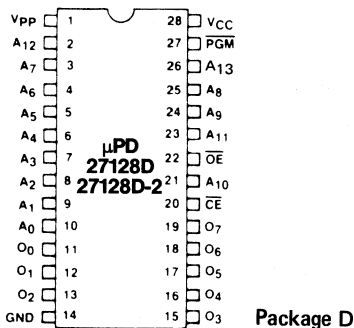 VPP 1 28 VCC
A12 2 27 PGM
A7 3 26 A13
A6 4 25 A8
A5 5 24 A9
A4 6 23 A11
μPD
A3 7 22 OE
27128D
A2 8 27128D-2 21 A10
A1 9 20 CE
A0 10 19 O7
O0 11 18 O6
O1 12 17 O5
O2 13 16 O4
GND 14 15 O3 Package D